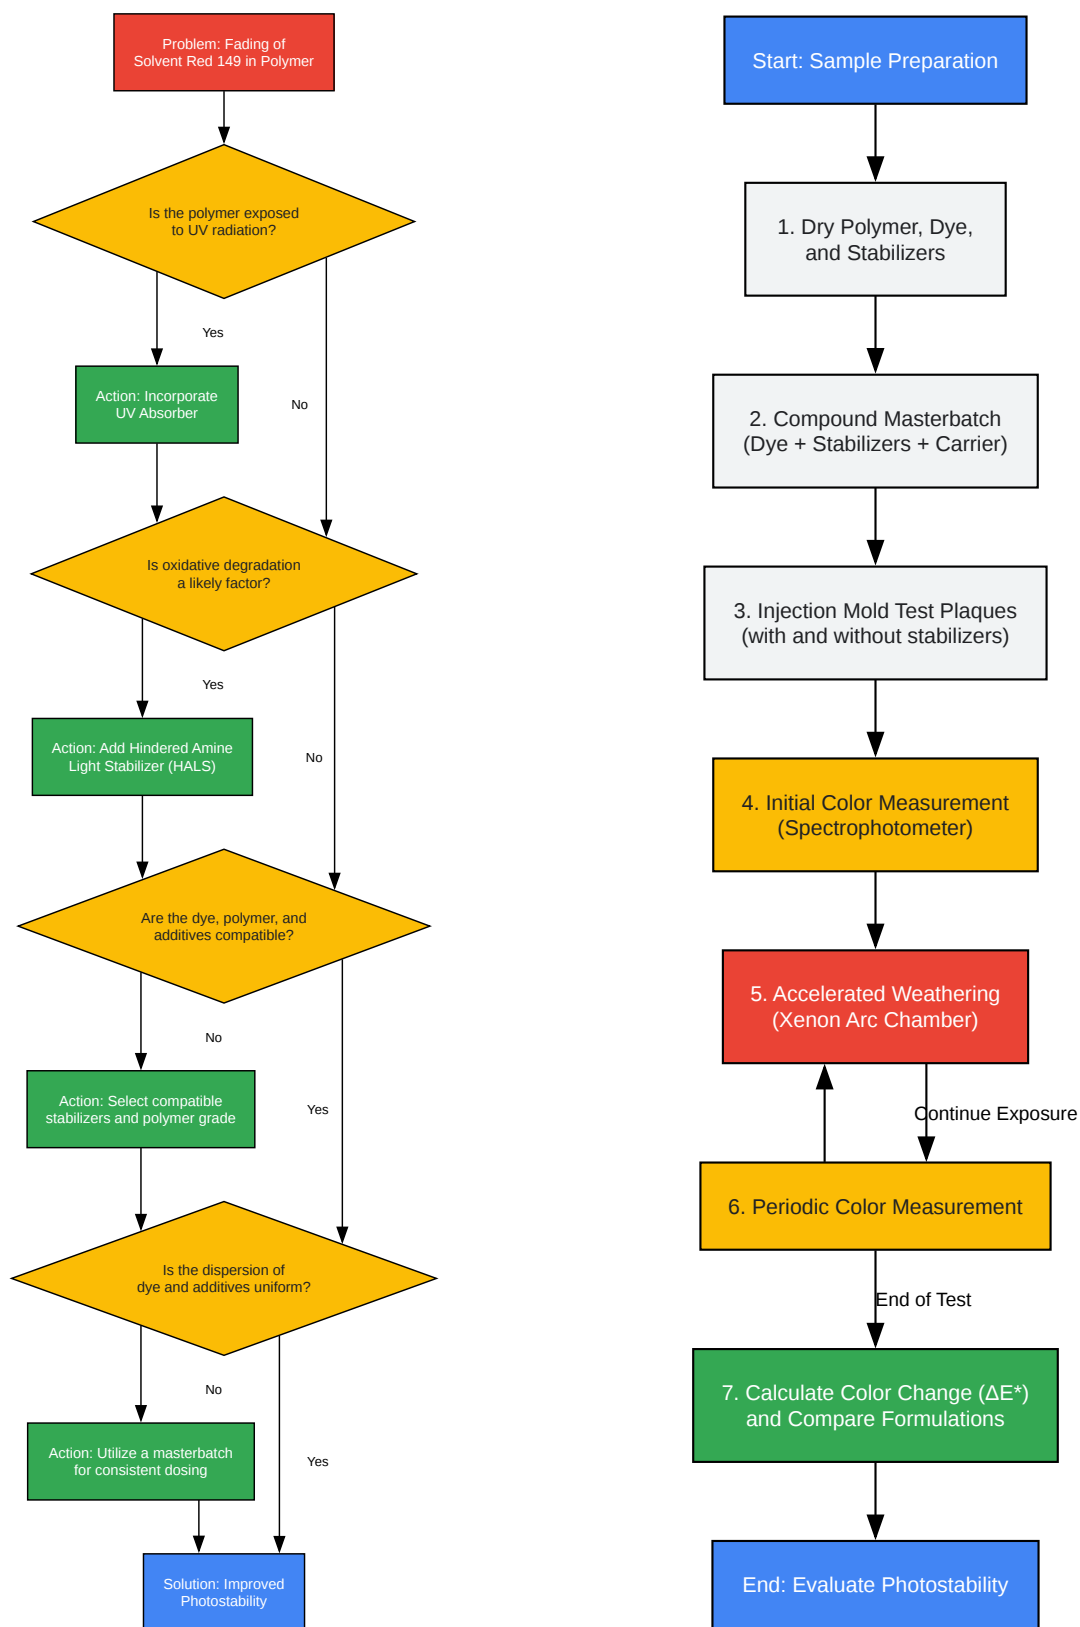 Problem: Fading of
Solvent Red 149 in Polymer
Is the polymer exposed
to UV radiation?
Yes
Action: Incorporate
UV Absorber
No
Is oxidative degradation
a likely factor?
Yes
Action: Add Hindered Amine
Light Stabilizer (HALS)
No
Are the dye, polymer, and
additives compatible?
No
Action: Select compatible
stabilizers and polymer grade
Yes
Is the dispersion of
dye and additives uniform?
No
Action: Utilize a masterbatch
for consistent dosing
Yes
Solution: Improved
Photostability
Start: Sample Preparation
1. Dry Polymer, Dye,
and Stabilizers
2. Compound Masterbatch
(Dye + Stabilizers + Carrier)
3. Injection Mold Test Plaques
(with and without stabilizers)
4. Initial Color Measurement
(Spectrophotometer)
5. Accelerated Weathering
(Xenon Arc Chamber)
Continue Exposure
6. Periodic Color Measurement
End of Test
7. Calculate Color Change (ΔE*)
and Compare Formulations
End: Evaluate Photostability